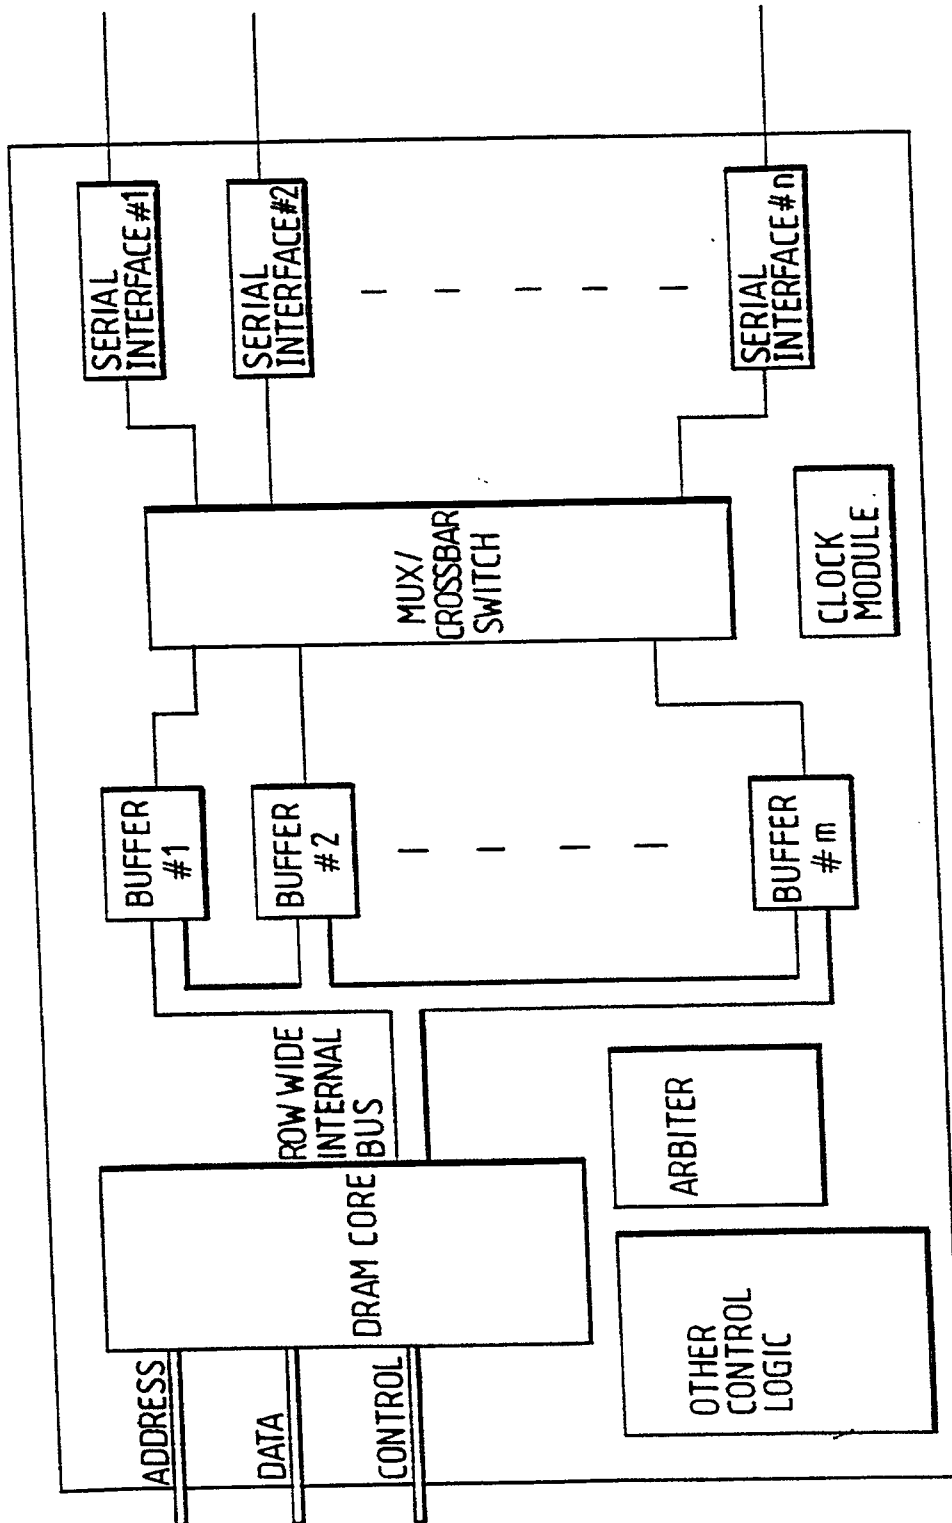 ADDRESS
DATA
CONTROL
DRAM CORE
ROW WIDE
INTERNAL
BUS
BUFFER
#1
BUFFER
#2
BUFFER
#m
MUX/
CROSSBAR
SWITCH
SERIAL
INTERFACE#1
SERIAL
INTERFACE#2
SERIAL
INTERFACE#n
OTHER
CONTROL
LOGIC
ARBITER
CLOCK
MODULE